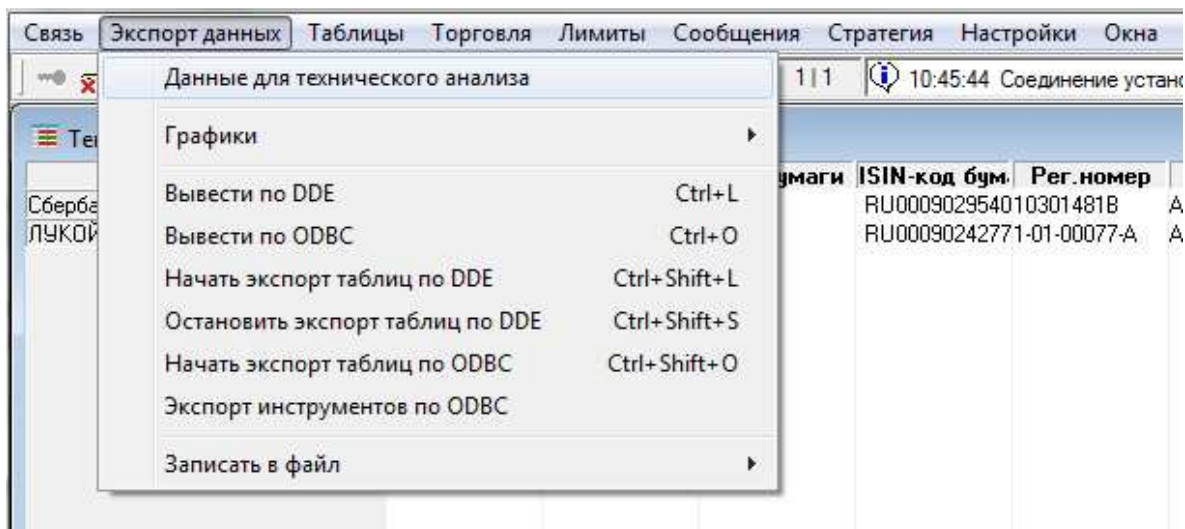 Связь Экспорт данных Таблицы Торговля Лимиты Сообщения Стратегия Настройки Окна
Данные для технического анализа
1|1 10:45:44 Соединение устано
Графики
ISIN-код бум. Рег.номер
Вывести по DDE Ctrl+L
RU0009029540 10301481B
Вывести по ODBC Ctrl+O
RU0009024277 1-01-00077-A
Начать экспорт таблиц по DDE Ctrl+Shift+L
Остановить экспорт таблиц по DDE Ctrl+Shift+S
Начать экспорт таблиц по ODBC Ctrl+Shift+O
Экспорт инструментов по ODBC
Записать в файл